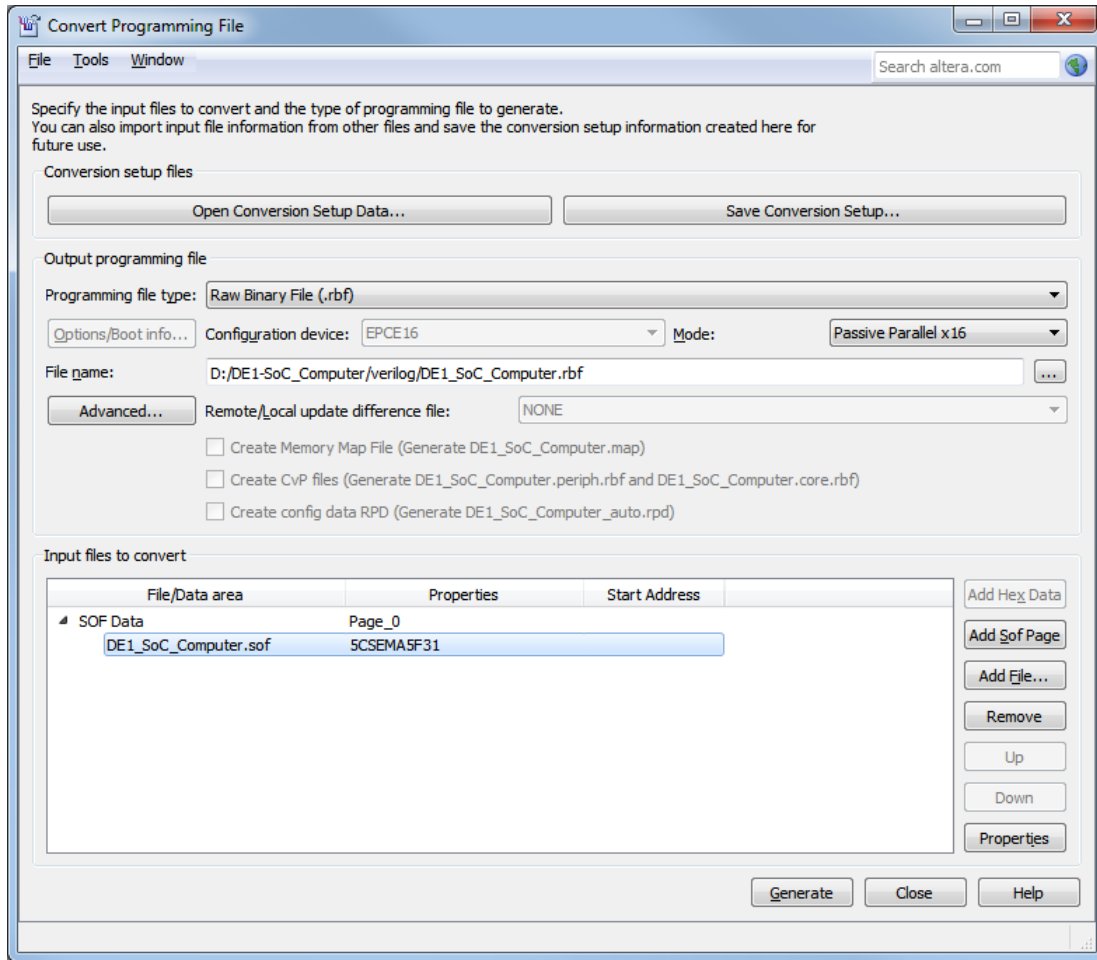 Convert Programming File
File Tools Window
Search altera.com
Specify the input files to convert and the type of programming file to generate.
You can also import input file information from other files and save the conversion setup information created here for
future use.
Conversion setup files
Open Conversion Setup Data...
Save Conversion Setup...
Output programming file
Programming file type: Raw Binary File (.rbf)
Options/Boot info... Configuration device: EPCE16 Mode: Passive Parallel x16
File name: D:/DE1-SoC_Computer/verilog/DE1_SoC_Computer.rbf ...
Advanced... Remote/Local update difference file: NONE
Create Memory Map File (Generate DE1_SoC_Computer.map)
Create CvP files (Generate DE1_SoC_Computer.periph.rbf and DE1_SoC_Computer.core.rbf)
Create config data RPD (Generate DE1_SoC_Computer_auto.rpd)
Input files to convert
File/Data area Properties Start Address
SOF Data Page_0
DE1_SoC_Computer.sof 5CSEMA5F31
Add Hex Data
Add Sof Page
Add File...
Remove
Up
Down
Properties
Generate Close Help